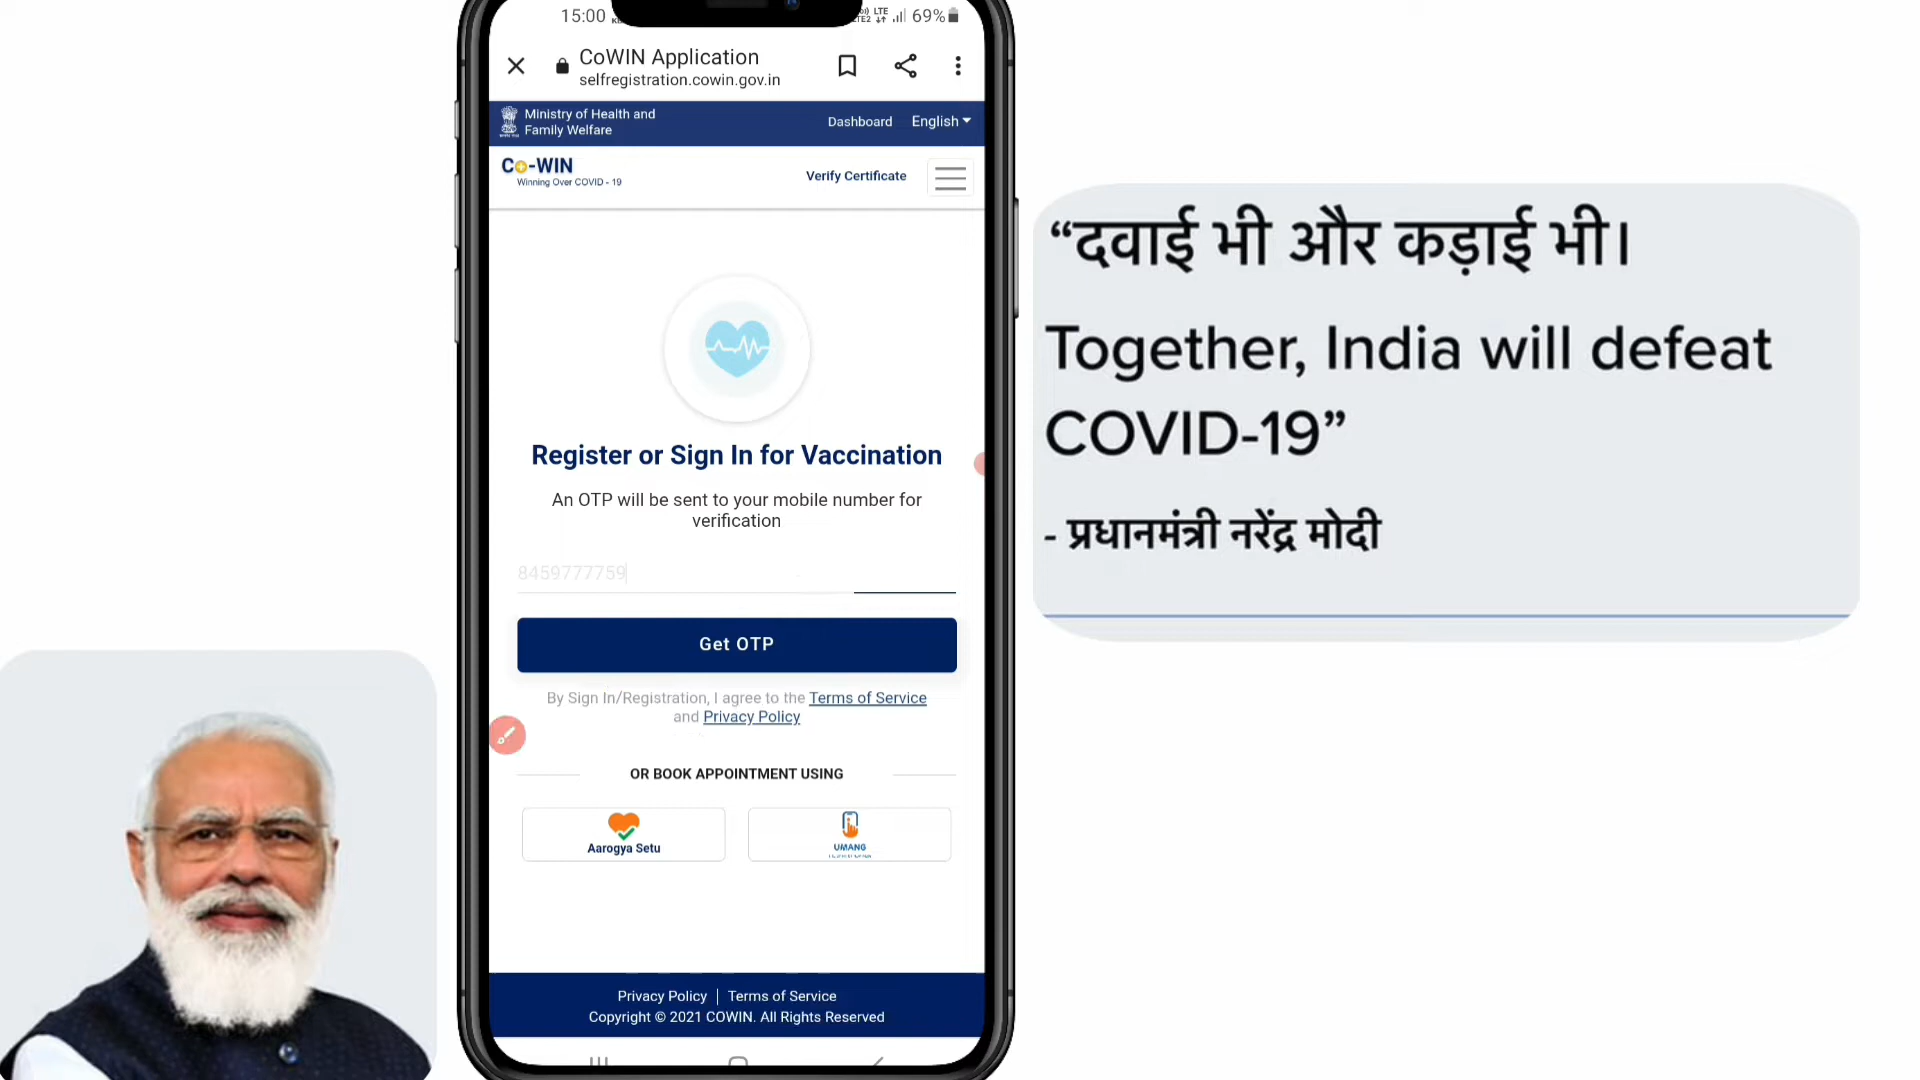 15:00
LTE
69%
CoWIN Application
selfregistration.cowin.gov.in
Ministry of Health and
Family Welfare
Dashboard
English
Co-WIN
Winning Over COVID - 19
Verify Certificate
Register or Sign In for Vaccination
An OTP will be sent to your mobile number for
verification
8459777759
Get OTP
By Sign In/Registration, I agree to the Terms of Service
and Privacy Policy
OR BOOK APPOINTMENT USING
Aarogya Setu
UMANG
Privacy Policy | Terms of Service
Copyright © 2021 COWIN. All Rights Reserved
“दवाई भी और कड़ाई भी।
Together, India will defeat
COVID-19”
- प्रधानमंत्री नरेंद्र मोदी